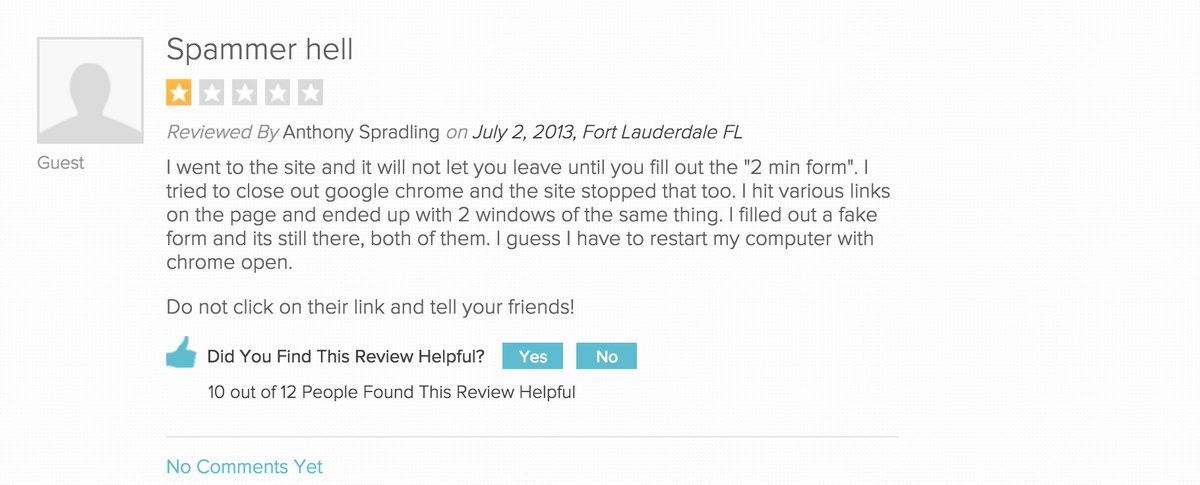 Spammer hell
Reviewed By Anthony Spradling on July 2, 2013, Fort Lauderdale FL
Guest
I went to the site and it will not let you leave until you fill out the "2 min form". I
tried to close out google chrome and the site stopped that too. I hit various links
on the page and ended up with 2 windows of the same thing. I filled out a fake
form and its still there, both of them. I guess I have to restart my computer with
chrome open.
Do not click on their link and tell your friends!
Did You Find This Review Helpful? Yes No
10 out of 12 People Found This Review Helpful
No Comments Yet